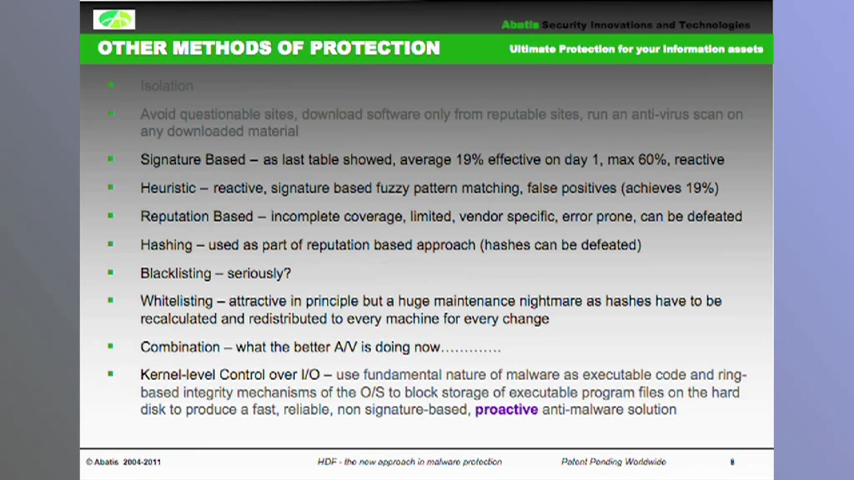 Abatis Security Innovations and Technologies
OTHER METHODS OF PROTECTION
Ultimate Protection for your information assets
Isolation
Avoid questionable sites, download software only from reputable sites, run an anti-virus scan on
any downloaded material
Signature Based – as last table showed, average 19% effective on day 1, max 60%, reactive
Heuristic – reactive, signature based fuzzy pattern matching, false positives (achieves 19%)
Reputation Based – incomplete coverage, limited, vendor specific, error prone, can be defeated
Hashing – used as part of reputation based approach (hashes can be defeated)
Blacklisting – seriously?
Whitelisting – attractive in principle but a huge maintenance nightmare as hashes have to be
recalculated and redistributed to every machine for every change
Combination – what the better A/V is doing now………….
Kernel-level Control over I/O – use fundamental nature of malware as executable code and ring-
based integrity mechanisms of the O/S to block storage of executable program files on the hard
disk to produce a fast, reliable, non signature-based, proactive anti-malware solution
© Abatis 2004-2011
HDF - the new approach in malware protection
Patent Pending Worldwide
8